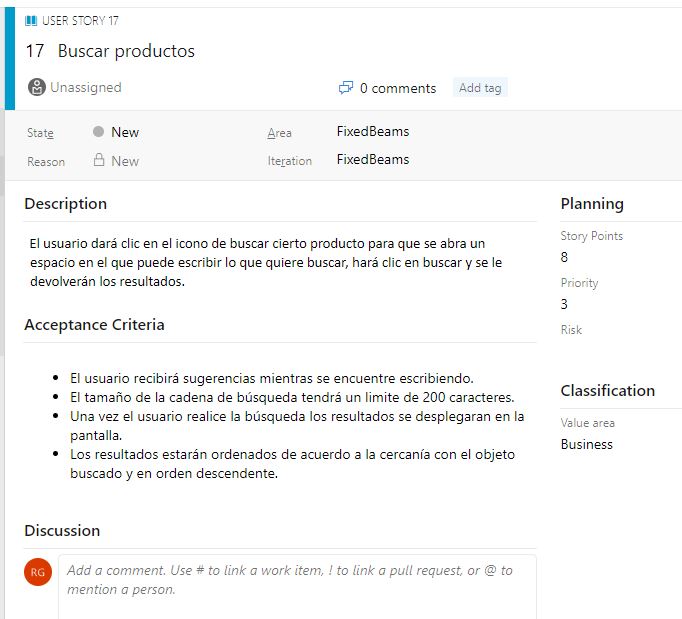 USER STORY 17
17 Buscar productos
Unassigned
0 comments
Add tag
State
New
Area
FixedBeams
Reason
New
Iteration
FixedBeams
Description
El usuario dará clic en el icono de buscar cierto producto para que se abra un
espacio en el que puede escribir lo que quiere buscar, hará clic en buscar y se le
devolverán los resultados.
Acceptance Criteria
• El usuario recibirá sugerencias mientras se encuentre escribiendo.
• El tamaño de la cadena de búsqueda tendrá un limite de 200 caracteres.
• Una vez el usuario realice la búsqueda los resultados se desplegaran en la
pantalla.
• Los resultados estarán ordenados de acuerdo a la cercanía con el objeto
buscado y en orden descendente.
Discussion
RG
Add a comment. Use # to link a work item, ! to link a pull request, or @ to
mention a person.
Planning
Story Points
8
Priority
3
Risk
Classification
Value area
Business